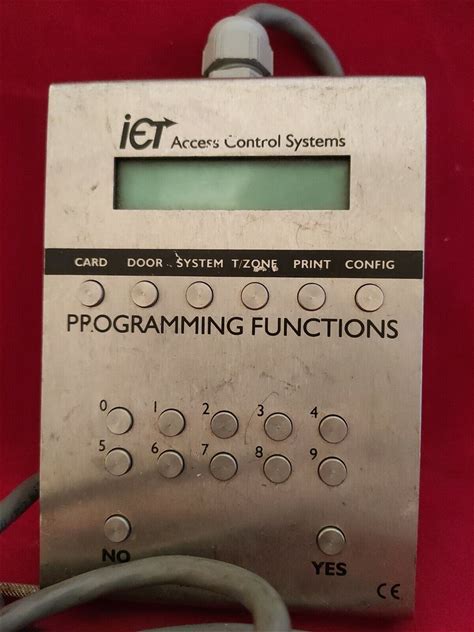 iET Access Control Systems
CARD DOOR SYSTEM T/ZONE PRINT CONFIG
PROGRAMMING FUNCTIONS
0 1 2 3 4
5 6 7 8 9
NO YES
CE